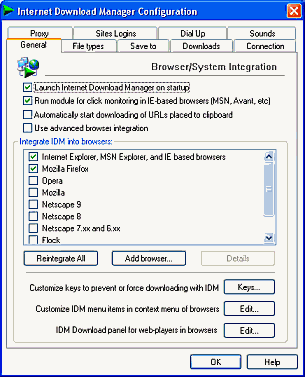 Internet Download Manager Configuration
Proxy Sites Logins Dial Up Sounds
General File types Save to Downloads Connection
Browser/System Integration
Launch Internet Download Manager on startup
Run module for click monitoring in IE-based browsers (MSN, Avant, etc)
Automatically start downloading of URLs placed to clipboard
Use advanced browser integration
Integrate IDM into browsers:
Internet Explorer, MSN Explorer, and IE based browsers
Mozilla Firefox
Opera
Mozilla
Netscape 9
Netscape 8
Netscape 7.xx and 6.xx
Flock
Reintegrate All Add browser... Details
Customize keys to prevent or force downloading with IDM Keys...
Customize IDM menu items in context menu of browsers Edit...
IDM Download panel for web-players in browsers Edit...
OK Help